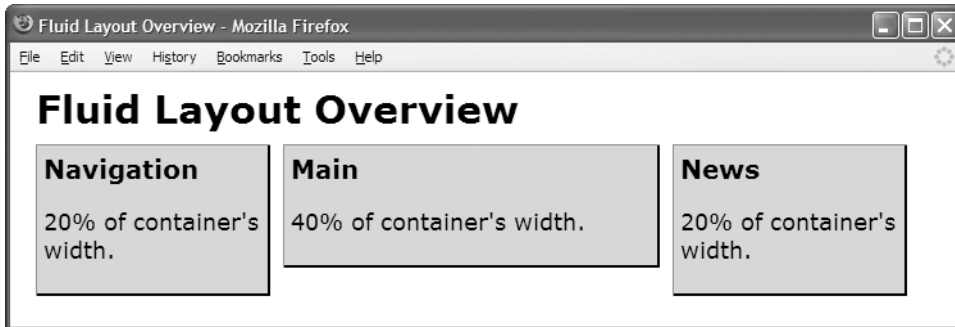 Fluid Layout Overview - Mozilla Firefox
File Edit View History Bookmarks Tools Help
Fluid Layout Overview
Navigation
20% of container's
width.
Main
40% of container's width.
News
20% of container's
width.